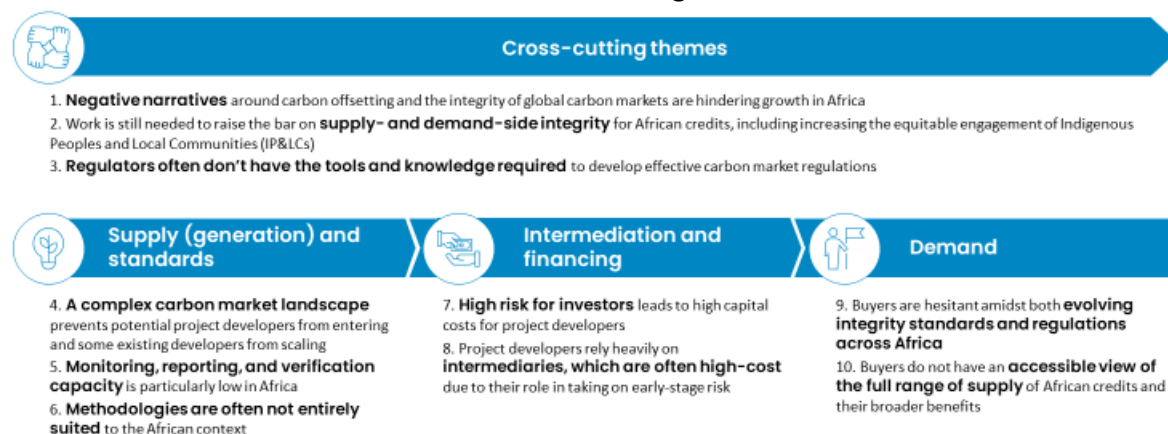 Cross-cutting themes
1. Negative narratives around carbon offsetting and the integrity of global carbon markets are hindering growth in Africa
2. Work is still needed to raise the bar on supply- and demand-side integrity for African credits, including increasing the equitable engagement of Indigenous
Peoples and Local Communities (IP&LCs)
3. Regulators often don't have the tools and knowledge required to develop effective carbon market regulations
Supply (generation) and
standards
4. A complex carbon market landscape
prevents potential project developers from entering
and some existing developers from scaling
5. Monitoring, reporting, and verification
capacity is particularly low in Africa
6. Methodologies are often not entirely
suited to the African context
Intermediation and
financing
7. High risk for investors leads to high capital
costs for project developers
8. Project developers rely heavily on
intermediaries, which are often high-cost
due to their role in taking on early-stage risk
Demand
9. Buyers are hesitant amidst both evolving
integrity standards and regulations
across Africa
10. Buyers do not have an accessible view of
the full range of supply of African credits and
their broader benefits